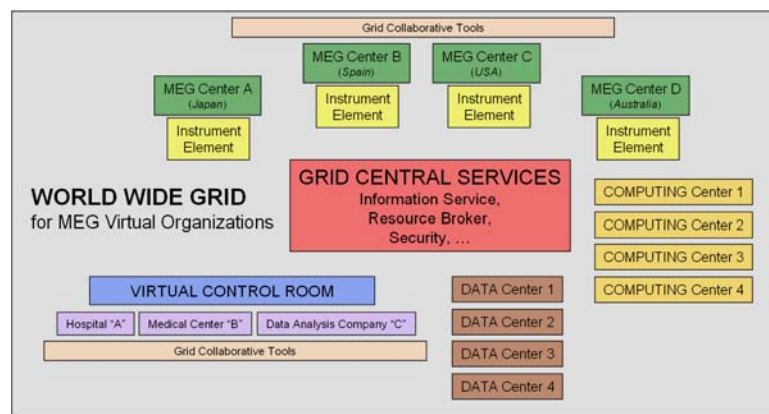 Grid Collaborative Tools
MEG Center A
(Japan)
Instrument
Element
MEG Center B
(Spain)
Instrument
Element
MEG Center C
(USA)
Instrument
Element
MEG Center D
(Australia)
Instrument
Element
WORLD WIDE GRID
for MEG Virtual Organizations
GRID CENTRAL SERVICES
Information Service,
Resource Broker,
Security, ...
COMPUTING Center 1
COMPUTING Center 2
COMPUTING Center 3
COMPUTING Center 4
VIRTUAL CONTROL ROOM
Hospital “A”
Medical Center “B”
Data Analysis Company “C”
Grid Collaborative Tools
DATA Center 1
DATA Center 2
DATA Center 3
DATA Center 4